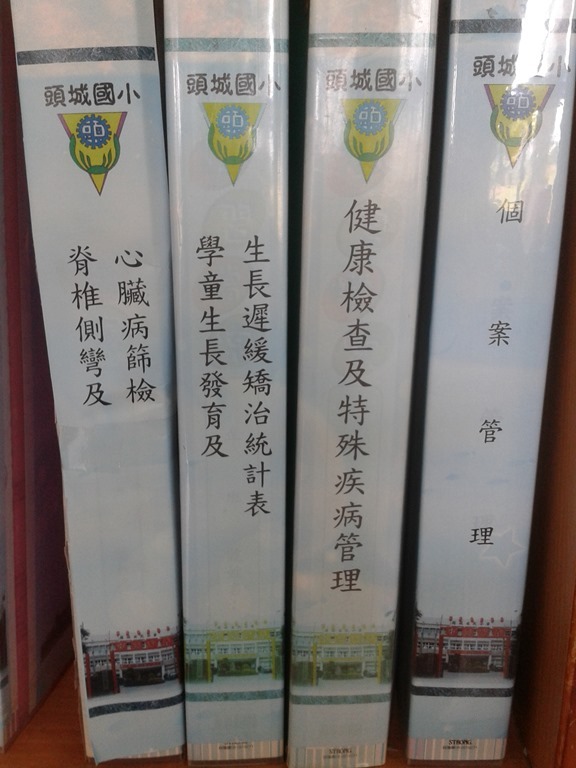 頭城國小
脊椎側彎及
心臟病篩檢
頭城國小
學童生長發育及
生長遲緩矯治統計表
頭城國小
健康檢查及特殊疾病管理
STRONG
頭城國小
個案管理
STRONG